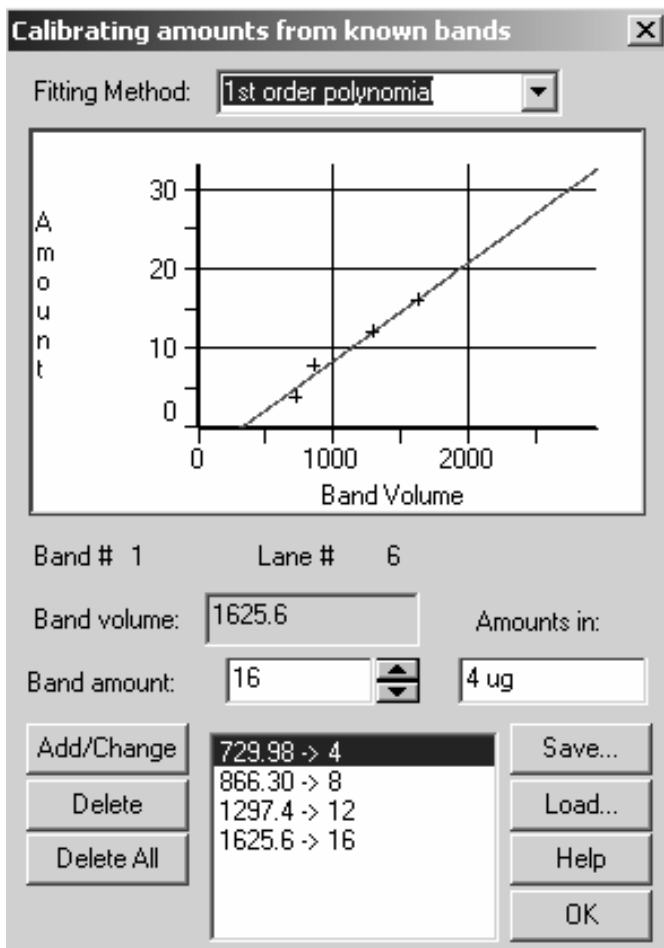 Calibrating amounts from known bands
Fitting Method: 1st order polynomial
Amount
30
20
10
0
0 1000 2000
Band Volume
Band # 1 Lane # 6
Band volume: 1625.6 Amounts in:
Band amount: 16 4 ug
Add/Change
Delete
Delete All
729.98 -> 4
866.30 -> 8
1297.4 -> 12
1625.6 -> 16
Save...
Load...
Help
OK